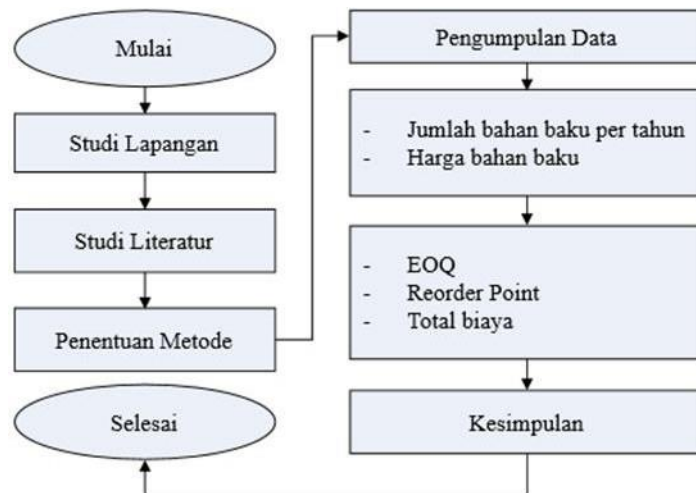 Mulai
Studi Lapangan
Studi Literatur
Penentuan Metode
Pengumpulan Data
- Jumlah bahan baku per tahun
- Harga bahan baku
- EOQ
- Reorder Point
- Total biaya
Kesimpulan
Selesai